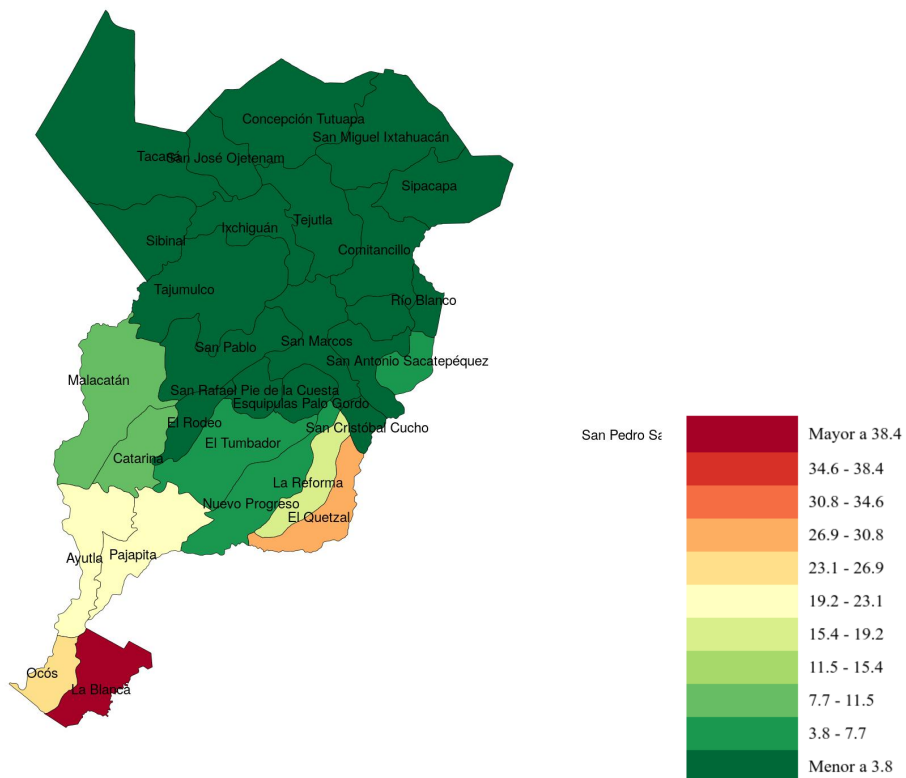 Concepción Tutuapa
San Miguel Ixtahuacán
Tacaná
San José Ojetenam
Sipacapa
Tejutla
Ixchiguán
Sibinal
Comitancillo
Tajumulco
Río Blanco
San Marcos
San Pablo
San Antonio Sacatepéquez
Malacatán
San Rafael Pie de la Cuesta
Esquipulas Palo Gordo
El Rodeo
San Cristóbal Cucho
San Pedro Sa
El Tumbador
Catarina
La Reforma
Nuevo Progreso
El Quetzal
Ayutla
Pajapita
Ocós
La Blanca
Mayor a 38.4
34.6 - 38.4
30.8 - 34.6
26.9 - 30.8
23.1 - 26.9
19.2 - 23.1
15.4 - 19.2
11.5 - 15.4
7.7 - 11.5
3.8 - 7.7
Menor a 3.8